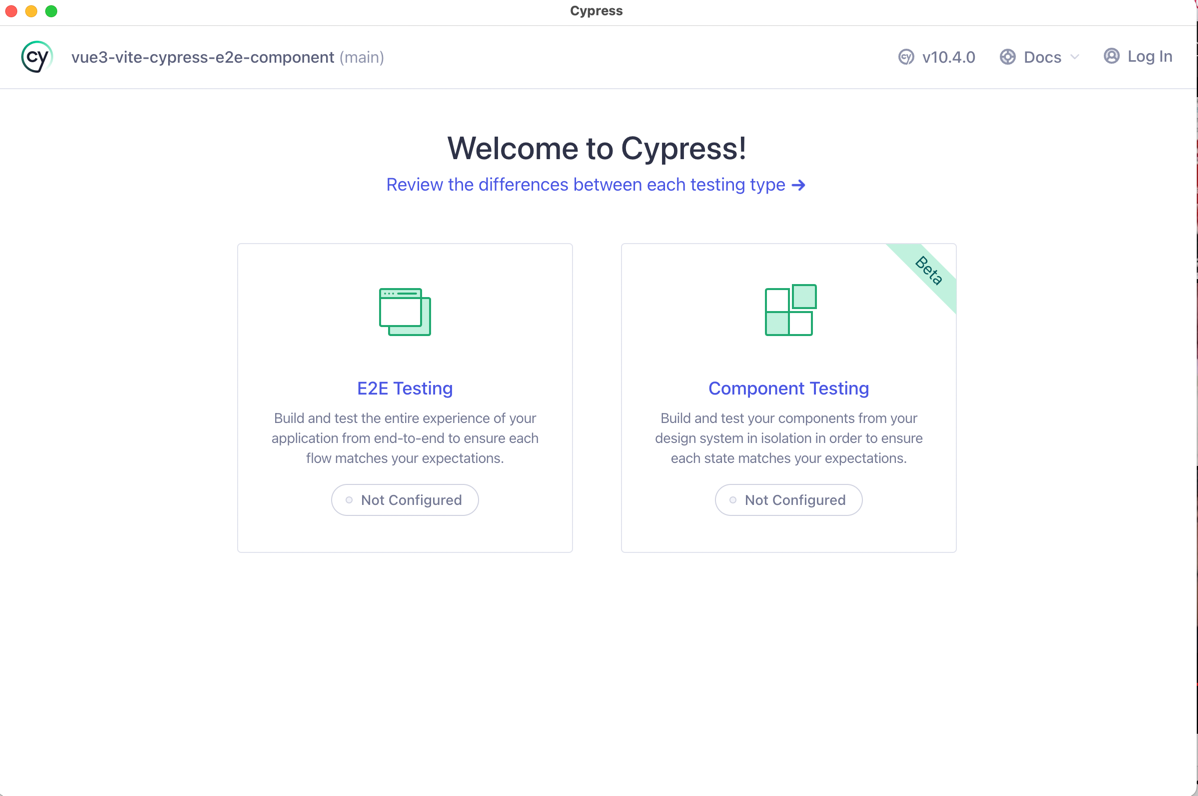 Cypress
cy vue3-vite-cypress-e2e-component (main)
cy v10.4.0 Docs Log In
Welcome to Cypress!
Review the differences between each testing type →
E2E Testing
Build and test the entire experience of your
application from end-to-end to ensure each
flow matches your expectations.
Not Configured
Beta
Component Testing
Build and test your components from your
design system in isolation in order to ensure
each state matches your expectations.
Not Configured